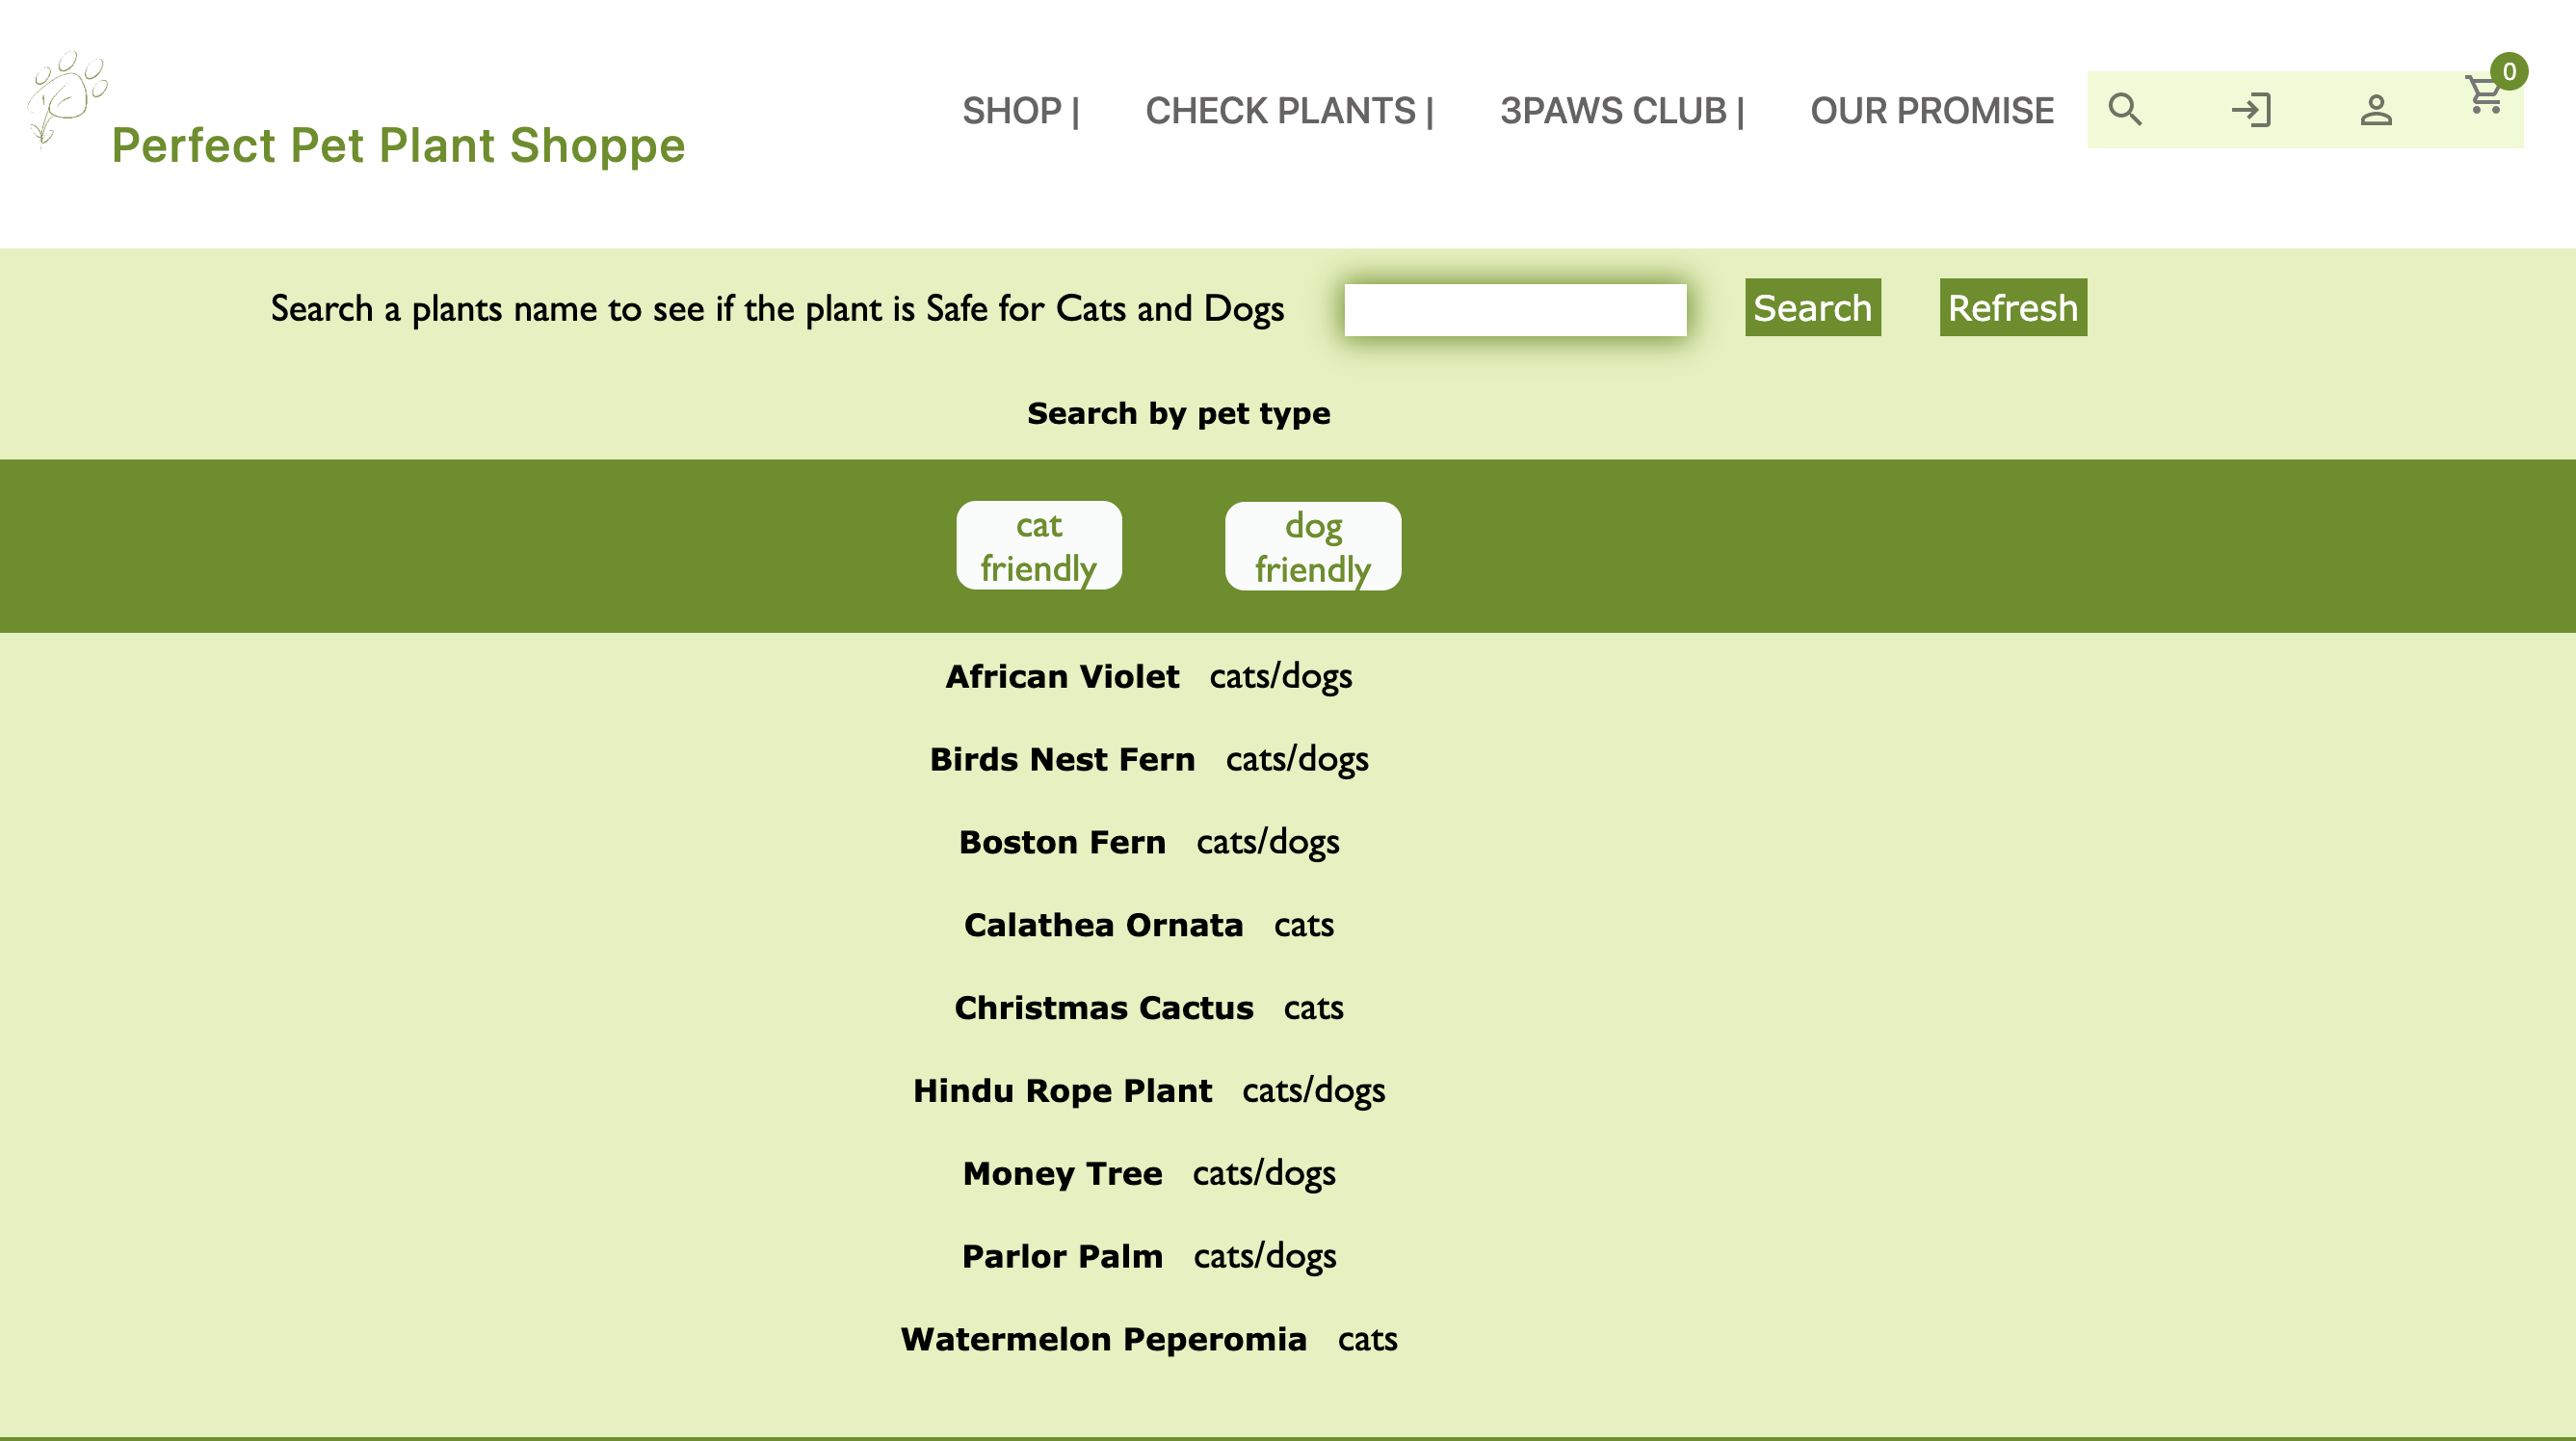 Perfect Pet Plant Shoppe
SHOP | CHECK PLANTS | 3PAWS CLUB | OUR PROMISE
0
Search a plants name to see if the plant is Safe for Cats and Dogs Search Refresh
Search by pet type
cat
friendly
dog
friendly
African Violet cats/dogs
Birds Nest Fern cats/dogs
Boston Fern cats/dogs
Calathea Ornata cats
Christmas Cactus cats
Hindu Rope Plant cats/dogs
Money Tree cats/dogs
Parlor Palm cats/dogs
Watermelon Peperomia cats